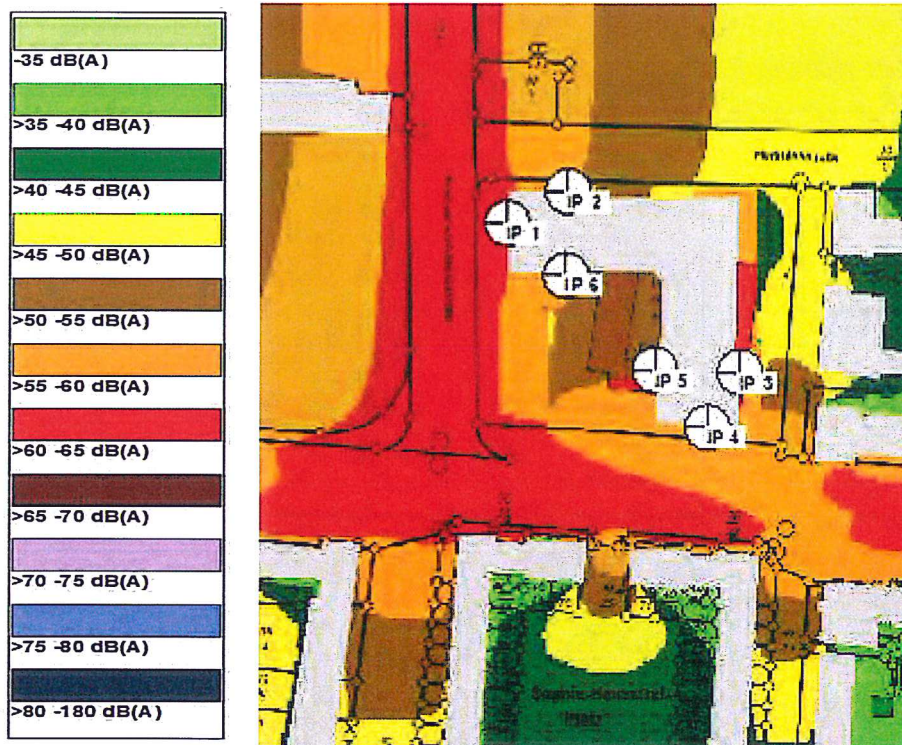 -35 dB(A)
>35 -40 dB(A)
>40 -45 dB(A)
>45 -50 dB(A)
>50 -55 dB(A)
>55 -60 dB(A)
>60 -65 dB(A)
>65 -70 dB(A)
>70 -75 dB(A)
>75 -80 dB(A)
>80 -180 dB(A)
IP 2
IP 1
IP 6
IP 5
IP 3
IP 4